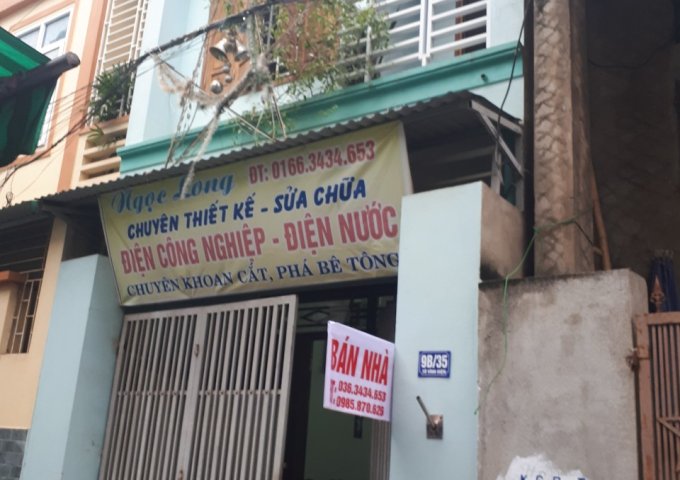 Ngọc Long ĐT: 0166.3434.653
CHUYÊN THIẾT KẾ - SỬA CHỮA
ĐIỆN CÔNG NGHIỆP - ĐIỆN NƯỚC
CHUYÊN KHOAN CẮT, PHÁ BÊ TÔNG
BÁN NHÀ
036.3434.653
0985.870.626
9B/35